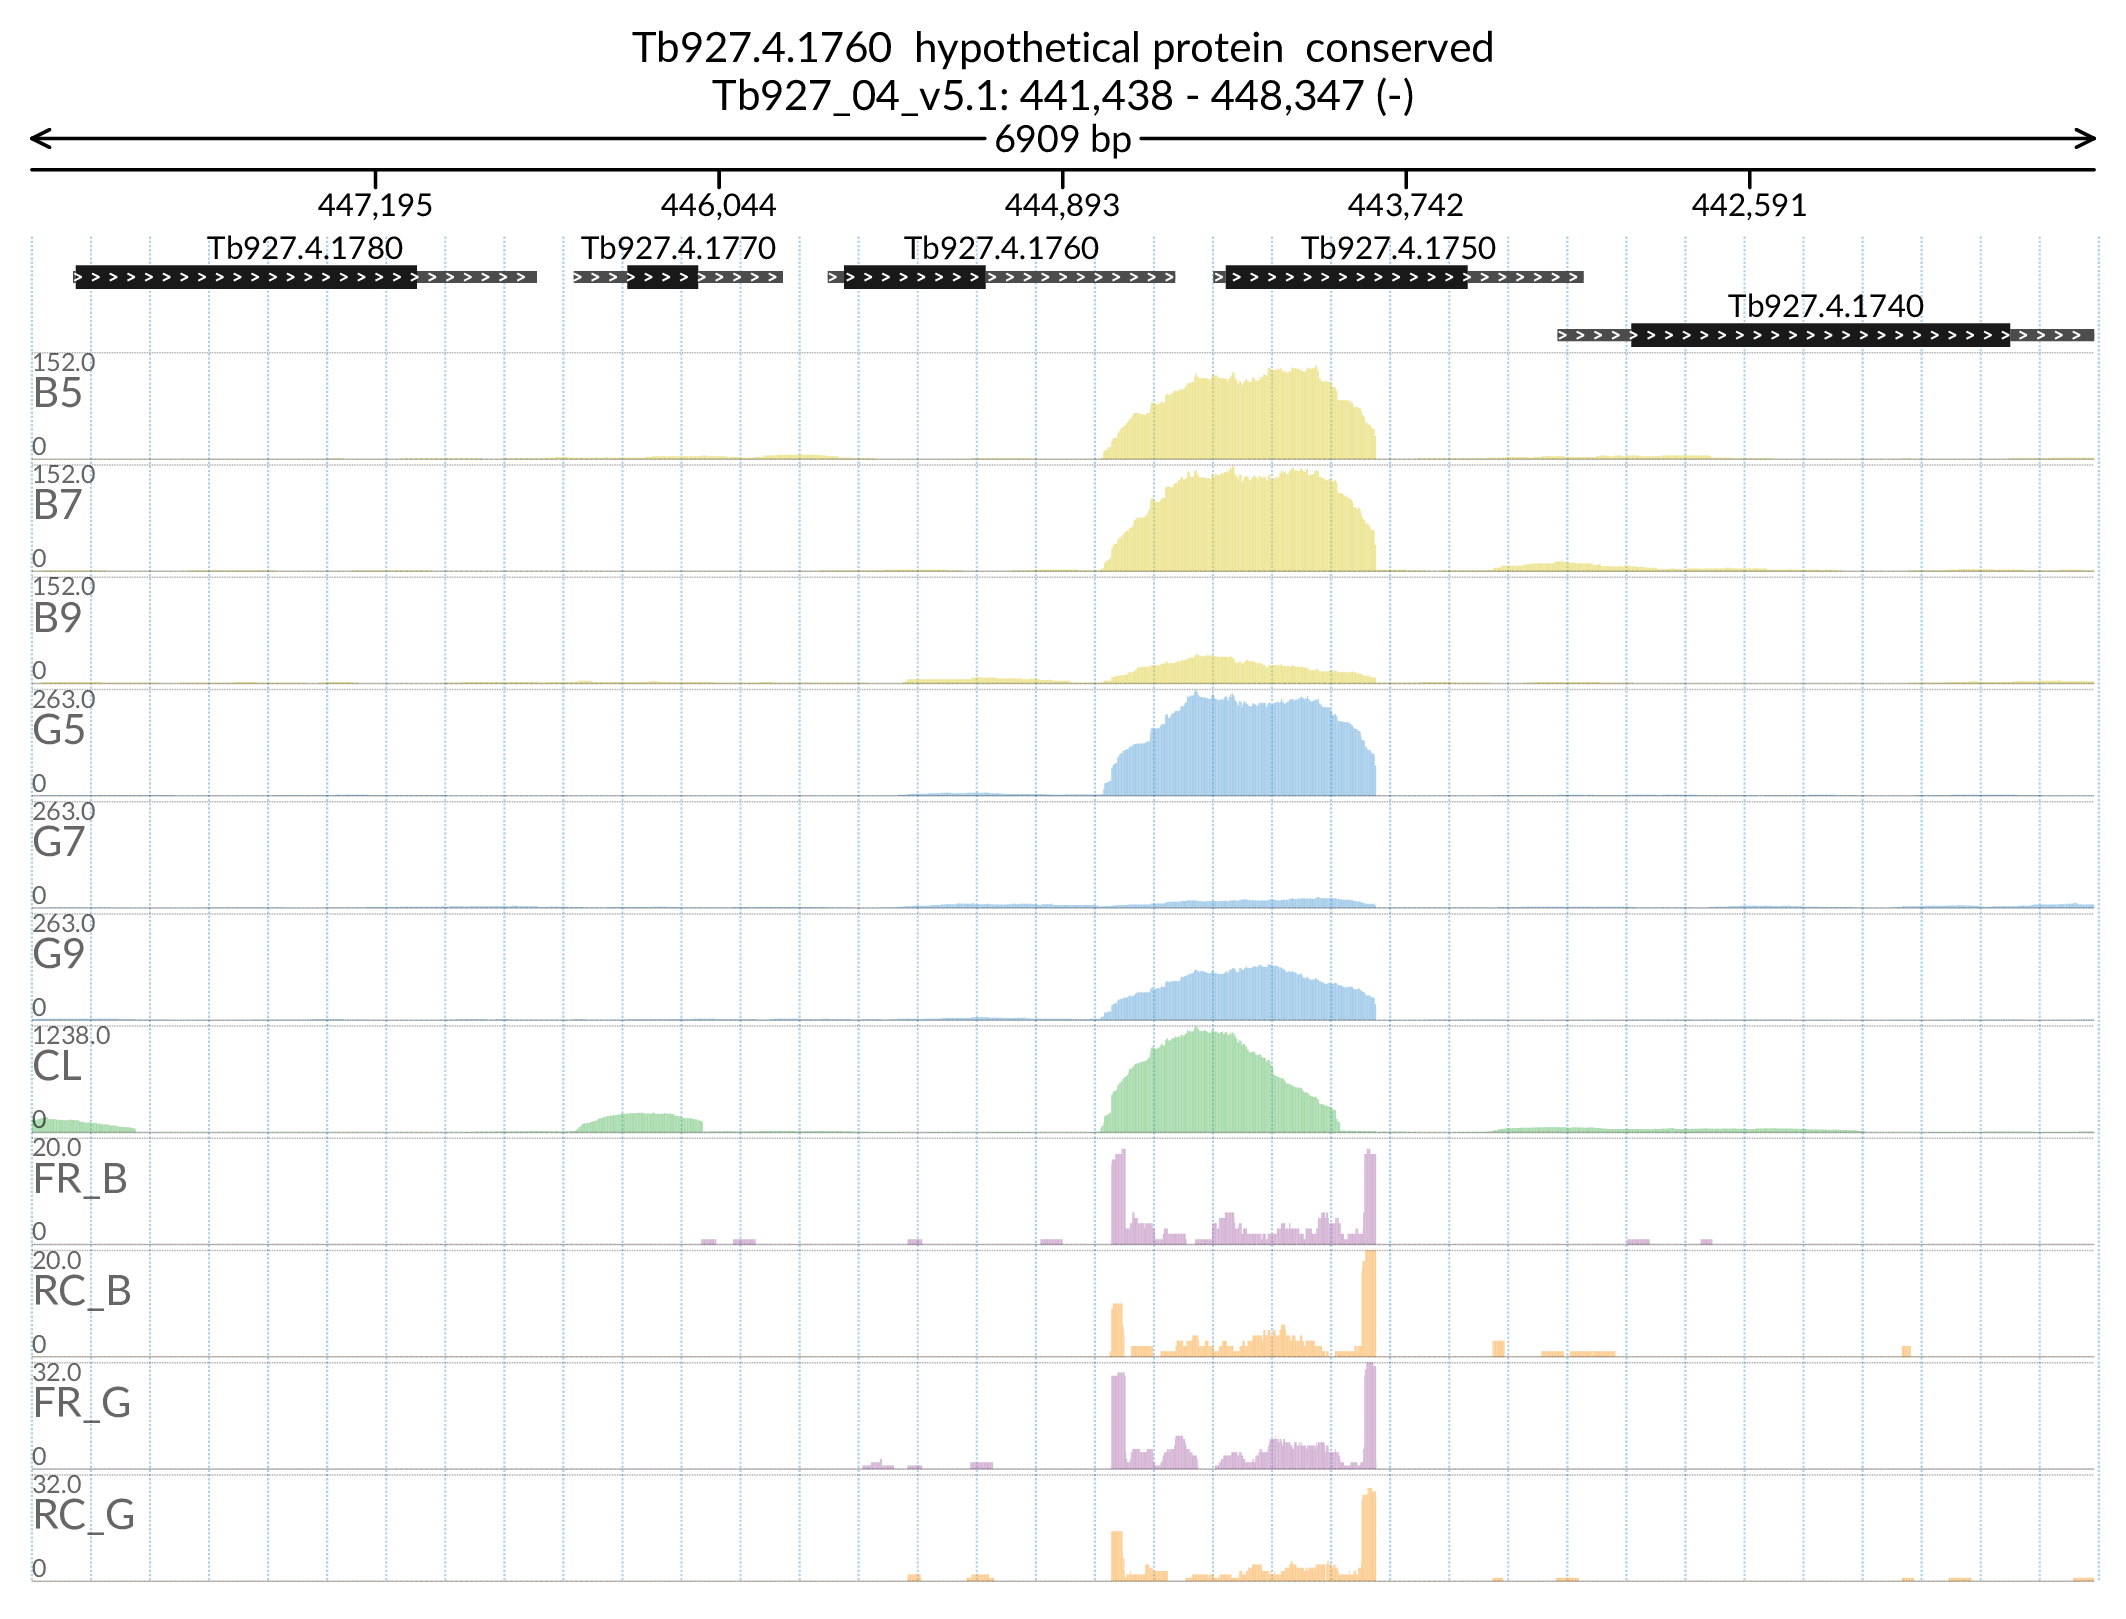 Tb927.4.1760  hypothetical protein  conserved
Tb927_04_v5.1: 441,438 - 448,347 (-)
6909 bp
447,195 446,044 444,893 443,742 442,591
Tb927.4.1780 Tb927.4.1770 Tb927.4.1760 Tb927.4.1750
Tb927.4.1740
152.0
B5
0
152.0
B7
0
152.0
B9
0
263.0
G5
0
263.0
G7
0
263.0
G9
0
1238.0
CL
0
20.0
FR_B
0
20.0
RC_B
0
32.0
FR_G
0
32.0
RC_G
0